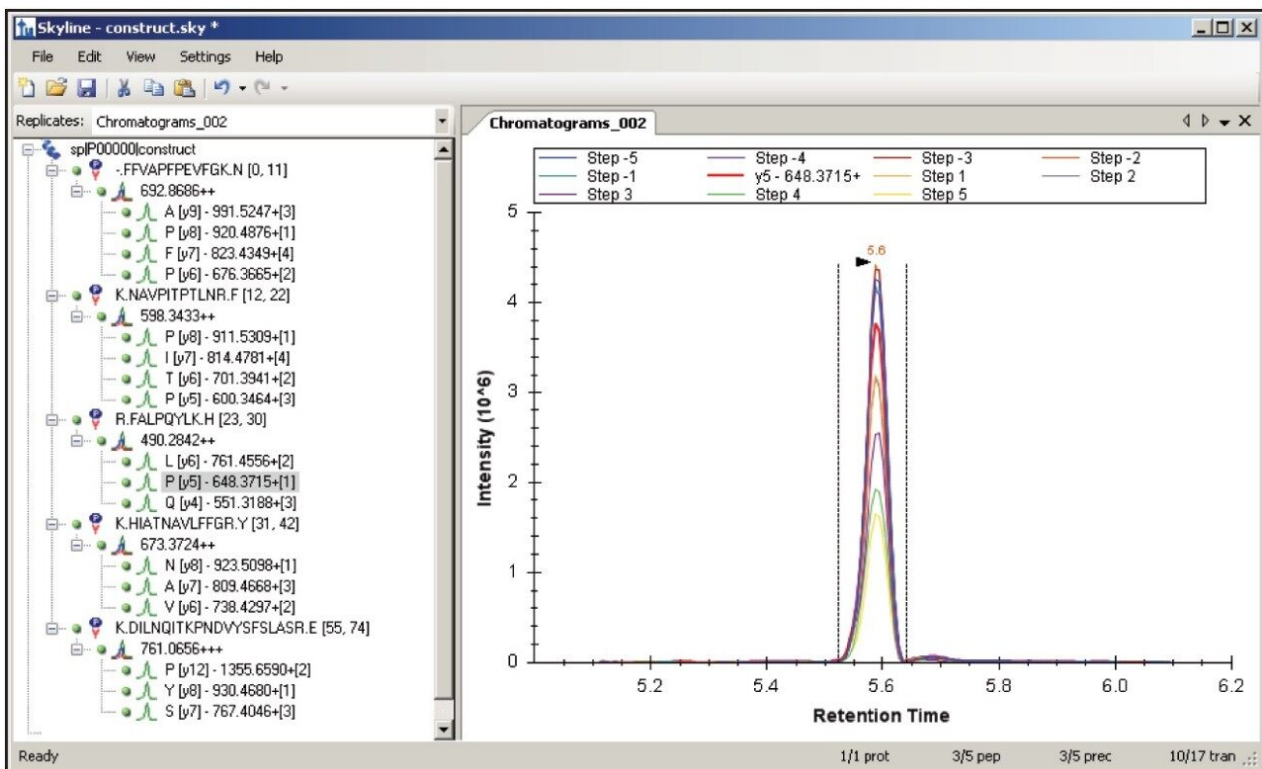 Skyline - construct.sky *
File Edit View Settings Help
Replicates: Chromatograms_002
sp|P00000|construct
-.FFVAPFPEVFGK.N [0, 11]
692.8686++
A [y9] - 991.5247+[3]
P [y8] - 920.4876+[1]
F [y7] - 823.4349+[4]
P [y6] - 676.3665+[2]
K.NAVPITPTLNR.F [12, 22]
598.3433++
P [y8] - 911.5309+[1]
I [y7] - 814.4781+[4]
T [y6] - 701.3941+[2]
P [y5] - 600.3464+[3]
R.FALPQYLK.H [23, 30]
490.2842++
L [y6] - 761.4556+[2]
P [y5] - 648.3715+[1]
Q [y4] - 551.3188+[3]
K.HIATNAVLFFGR.Y [31, 42]
673.3724++
N [y8] - 923.5098+[1]
A [y7] - 809.4668+[3]
V [y6] - 738.4297+[2]
K.DILNQITKPNDVYSFSLASR.E [55, 74]
761.0656+++
P [y12] - 1355.6590+[2]
Y [y8] - 930.4680+[1]
S [y7] - 767.4046+[3]
Chromatograms_002
Step -5 Step -4 Step -3 Step -2
Step -1 y5 - 648.3715+ Step 1 Step 2
Step 3 Step 4 Step 5
5.6
Intensity (10^6)
5
4
3
2
1
0
5.2 5.4 5.6 5.8 6.0 6.2
Retention Time
Ready 1/1 prot 3/5 pep 3/5 prec 10/17 tran